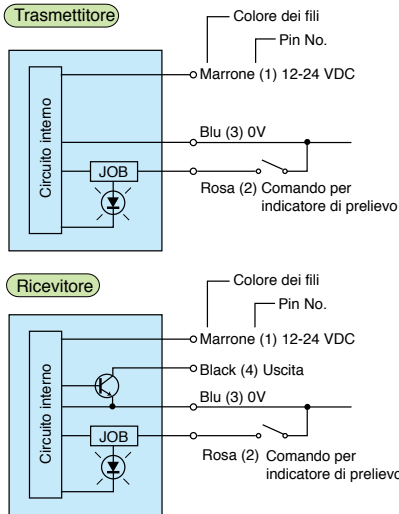 Trasmettitore
Colore dei fili
Pin No.
Marrone (1) 12-24 VDC
Circuito interno
Blu (3) 0V
JOB
Rosa (2) Comando per
indicatore di prelievo
Ricevitore
Colore dei fili
Pin No.
Marrone (1) 12-24 VDC
Black (4) Uscita
Circuito interno
Blu (3) 0V
JOB
Rosa (2) Comando per
indicatore di prelievo